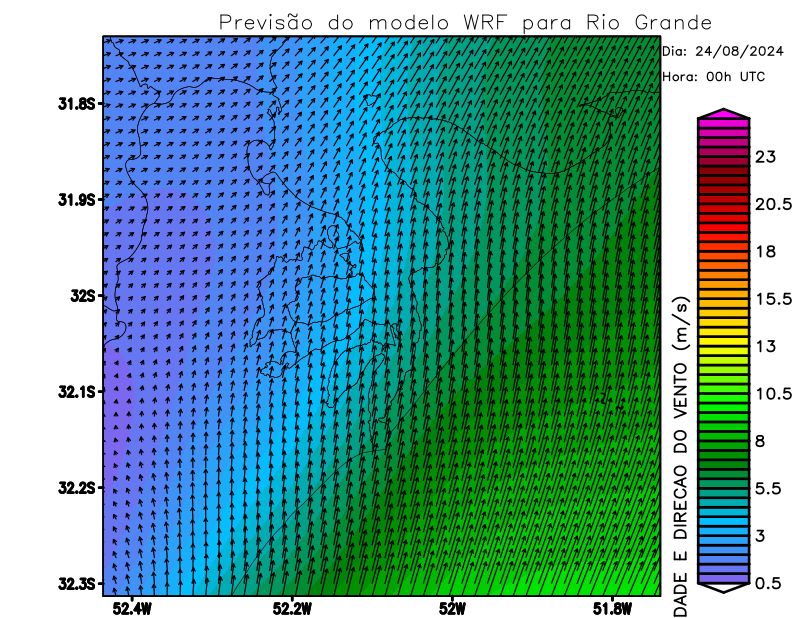 Previsão do modelo WRF para Rio Grande
Dia: 24/08/2024
Hora: 00h UTC
31.8S
31.9S
32S
32.1S
32.2S
32.3S
52.4W
52.2W
52W
51.8W
DADE E DIRECAO DO VENTO (m/s)
23
20.5
18
15.5
13
10.5
8
5.5
3
0.5